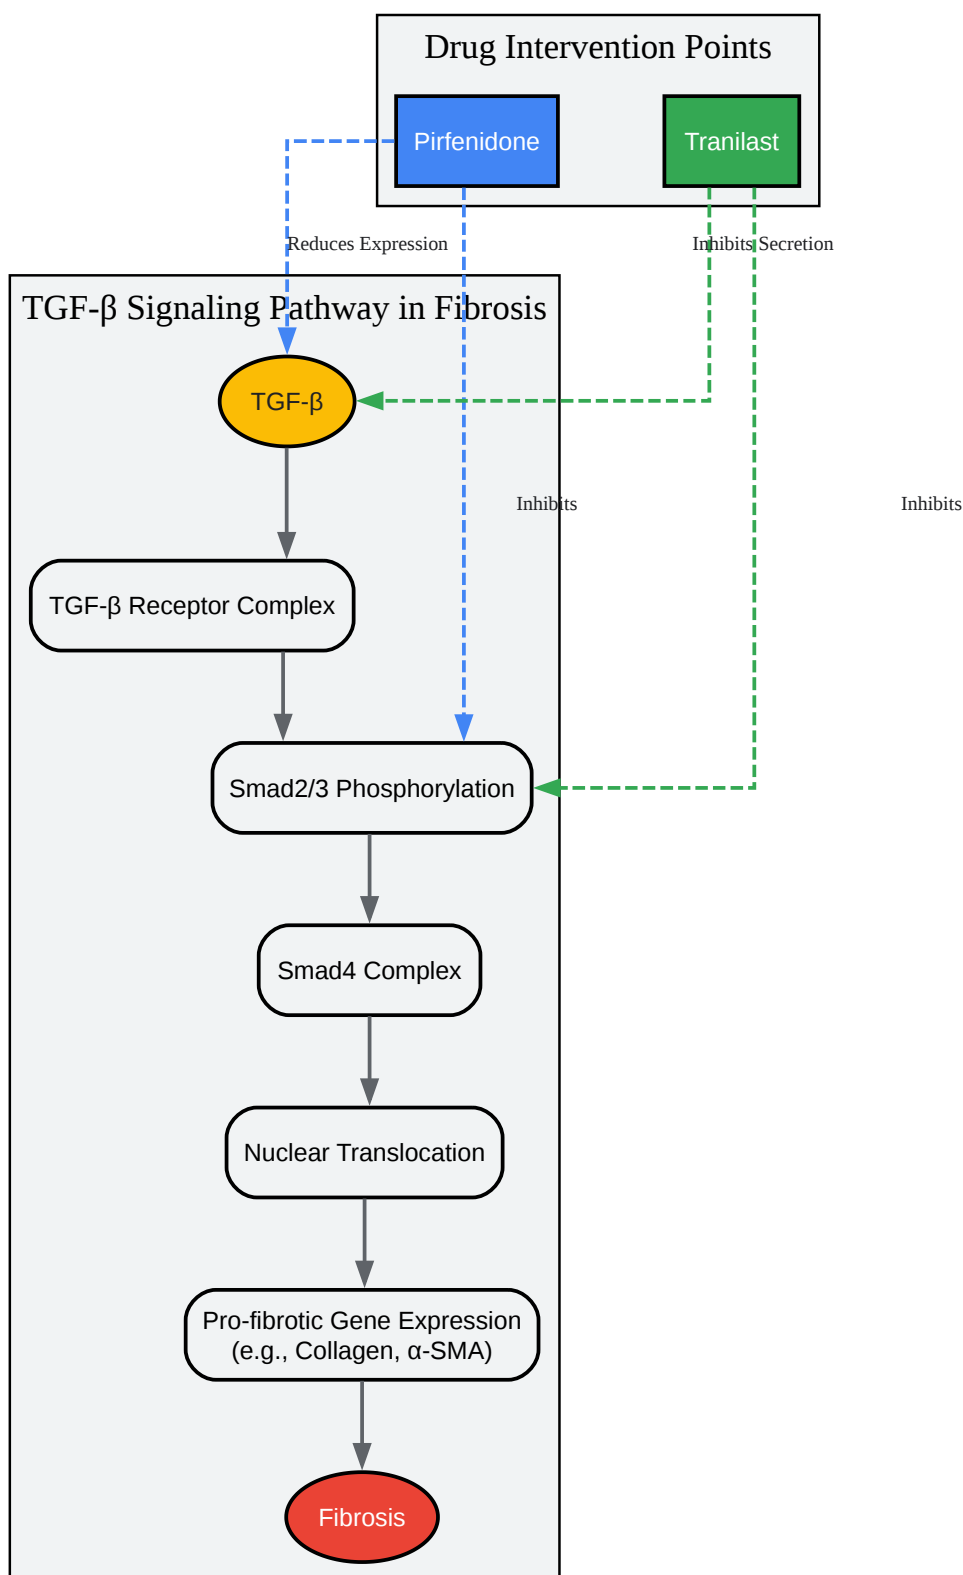 Drug Intervention Points
Pirfenidone
Tranilast
Reduces Expression
Inhibits Secretion
TGF-β Signaling Pathway in Fibrosis
TGF-β
Inhibits
Inhibits
TGF-β Receptor Complex
Smad2/3 Phosphorylation
Smad4 Complex
Nuclear Translocation
Pro-fibrotic Gene Expression
(e.g., Collagen, α-SMA)
Fibrosis